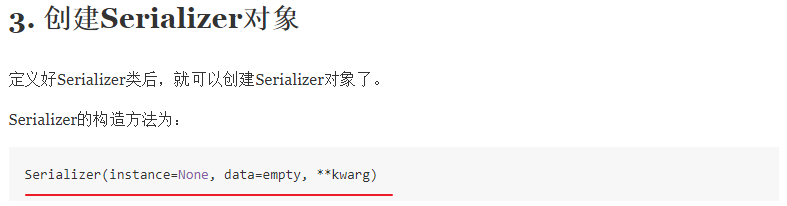 3. 创建Serializer对象
定义好Serializer类后，就可以创建Serializer对象了。
Serializer的构造方法为：
Serializer(instance=None, data=empty, **kwarg)